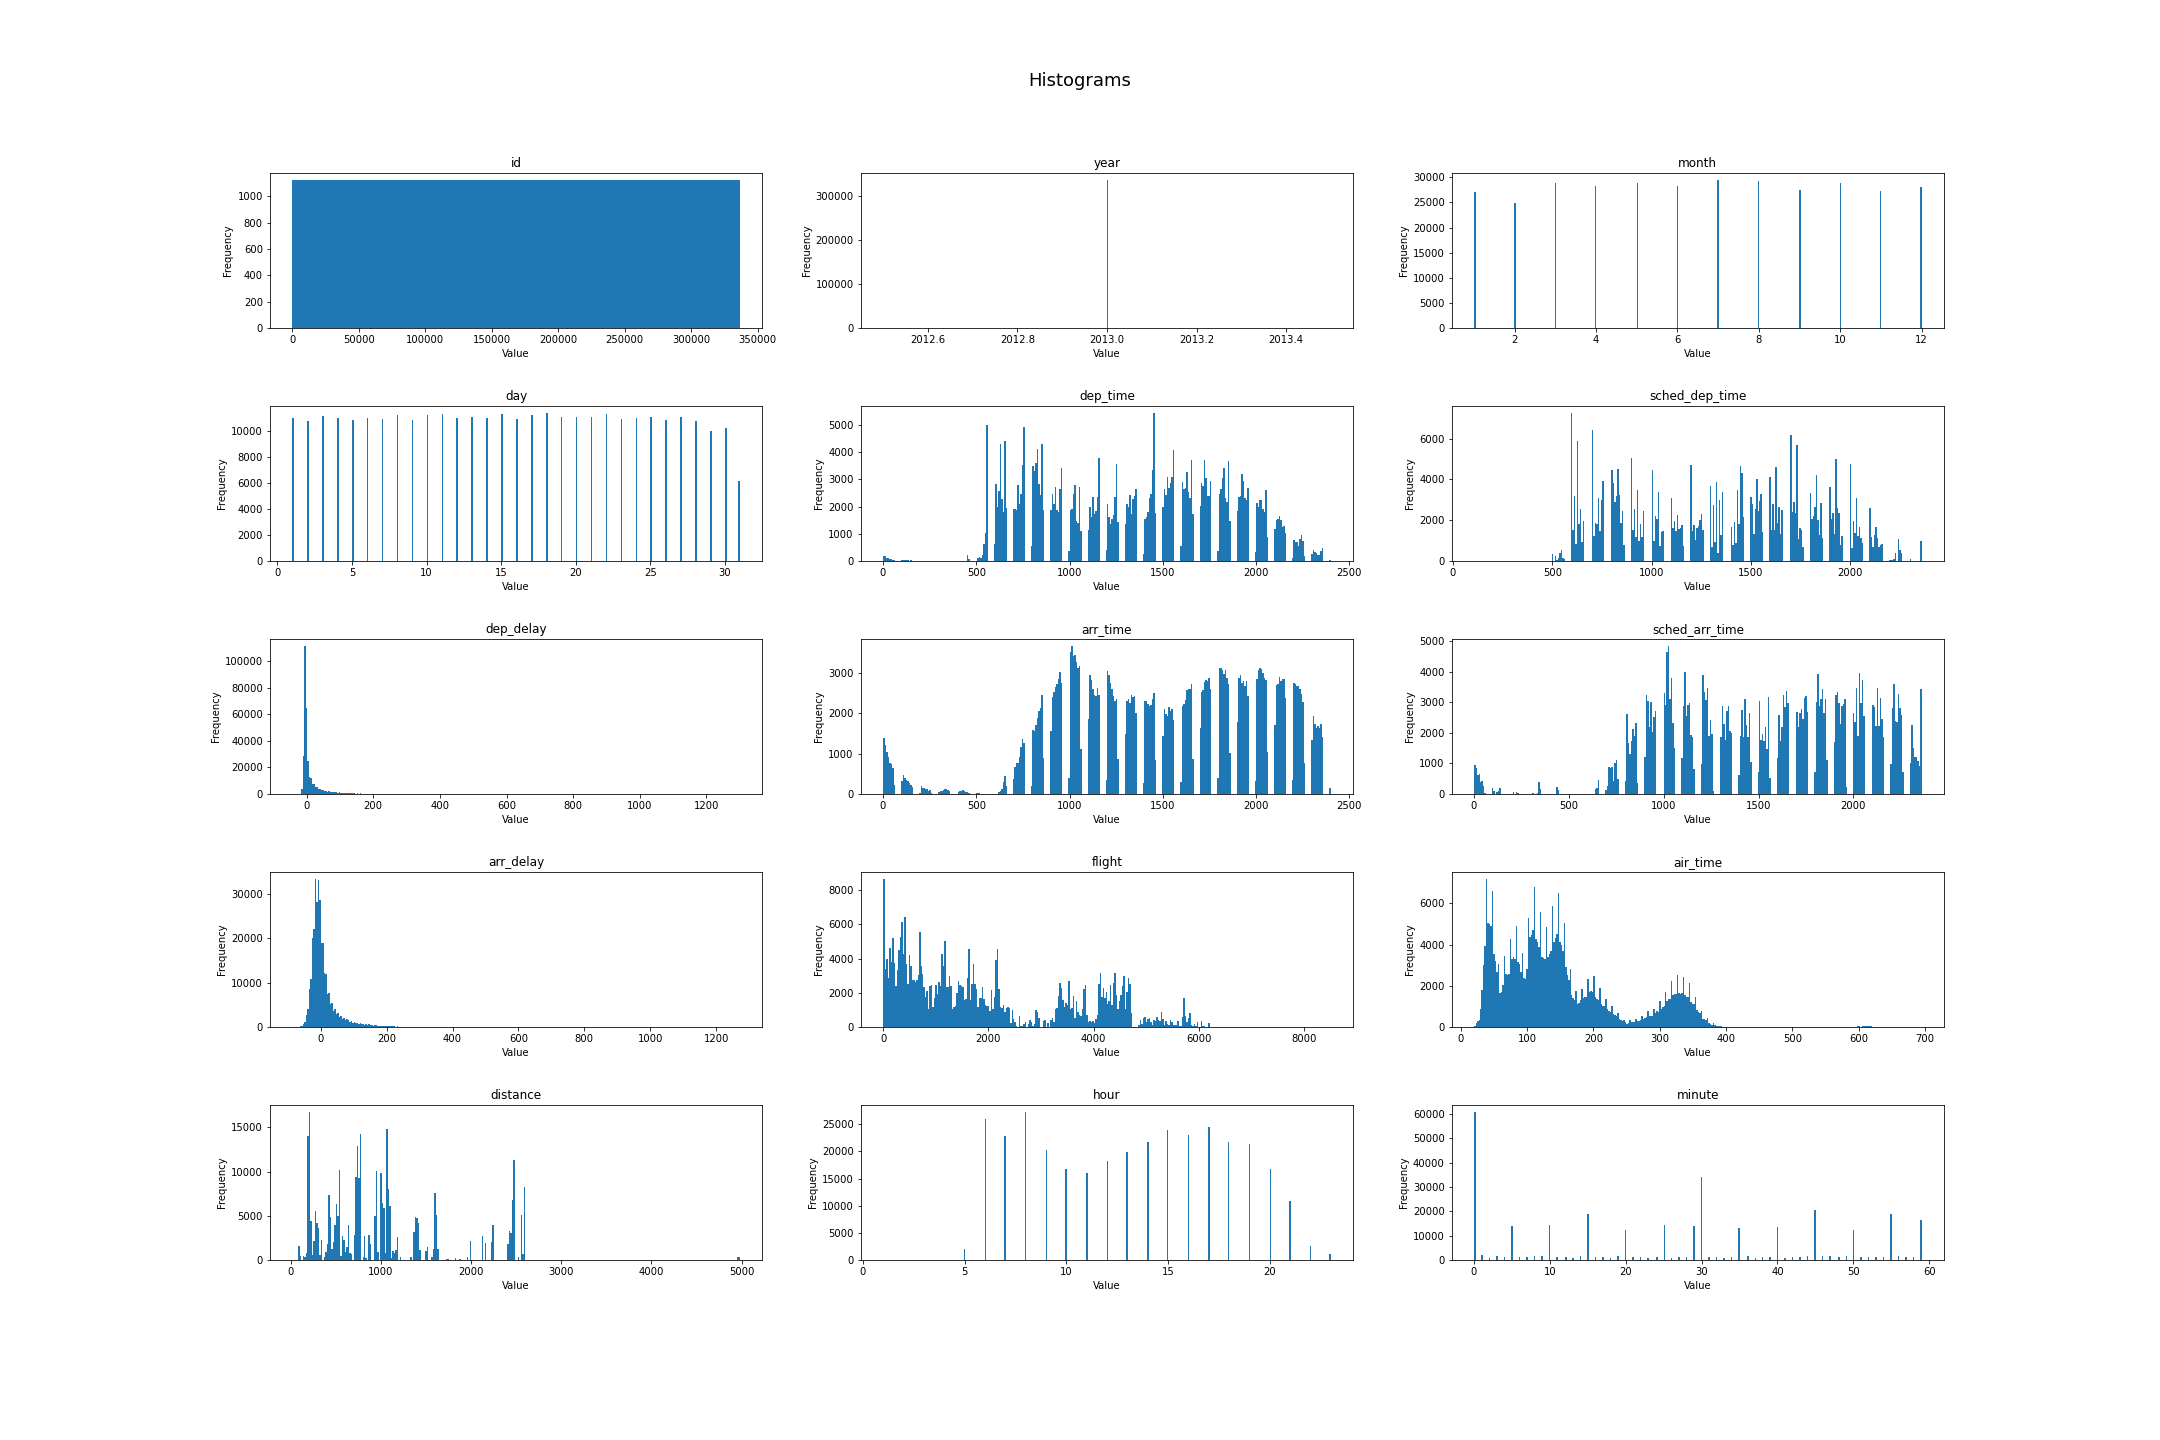 Histograms
id
1000
800
600
400
200
0
Frequency
0 50000 100000 150000 200000 250000 300000 350000
Value
year
300000
200000
100000
0
Frequency
2012.6 2012.8 2013.0 2013.2 2013.4
Value
month
30000
25000
20000
15000
10000
5000
0
Frequency
2 4 6 8 10 12
Value
day
10000
8000
6000
4000
2000
0
Frequency
0 5 10 15 20 25 30
Value
dep_time
5000
4000
3000
2000
1000
0
Frequency
0 500 1000 1500 2000 2500
Value
sched_dep_time
6000
4000
2000
0
Frequency
0 500 1000 1500 2000
Value
dep_delay
100000
80000
60000
40000
20000
0
Frequency
0 200 400 600 800 1000 1200
Value
arr_time
3000
2000
1000
0
Frequency
0 500 1000 1500 2000 2500
Value
sched_arr_time
5000
4000
3000
2000
1000
0
Frequency
0 500 1000 1500 2000
Value
arr_delay
30000
20000
10000
0
Frequency
0 200 400 600 800 1000 1200
Value
flight
8000
6000
4000
2000
0
Frequency
0 2000 4000 6000 8000
Value
air_time
6000
4000
2000
0
Frequency
0 100 200 300 400 500 600 700
Value
distance
15000
10000
5000
0
Frequency
0 1000 2000 3000 4000 5000
Value
hour
25000
20000
15000
10000
5000
0
Frequency
0 5 10 15 20
Value
minute
60000
50000
40000
30000
20000
10000
0
Frequency
0 10 20 30 40 50 60
Value